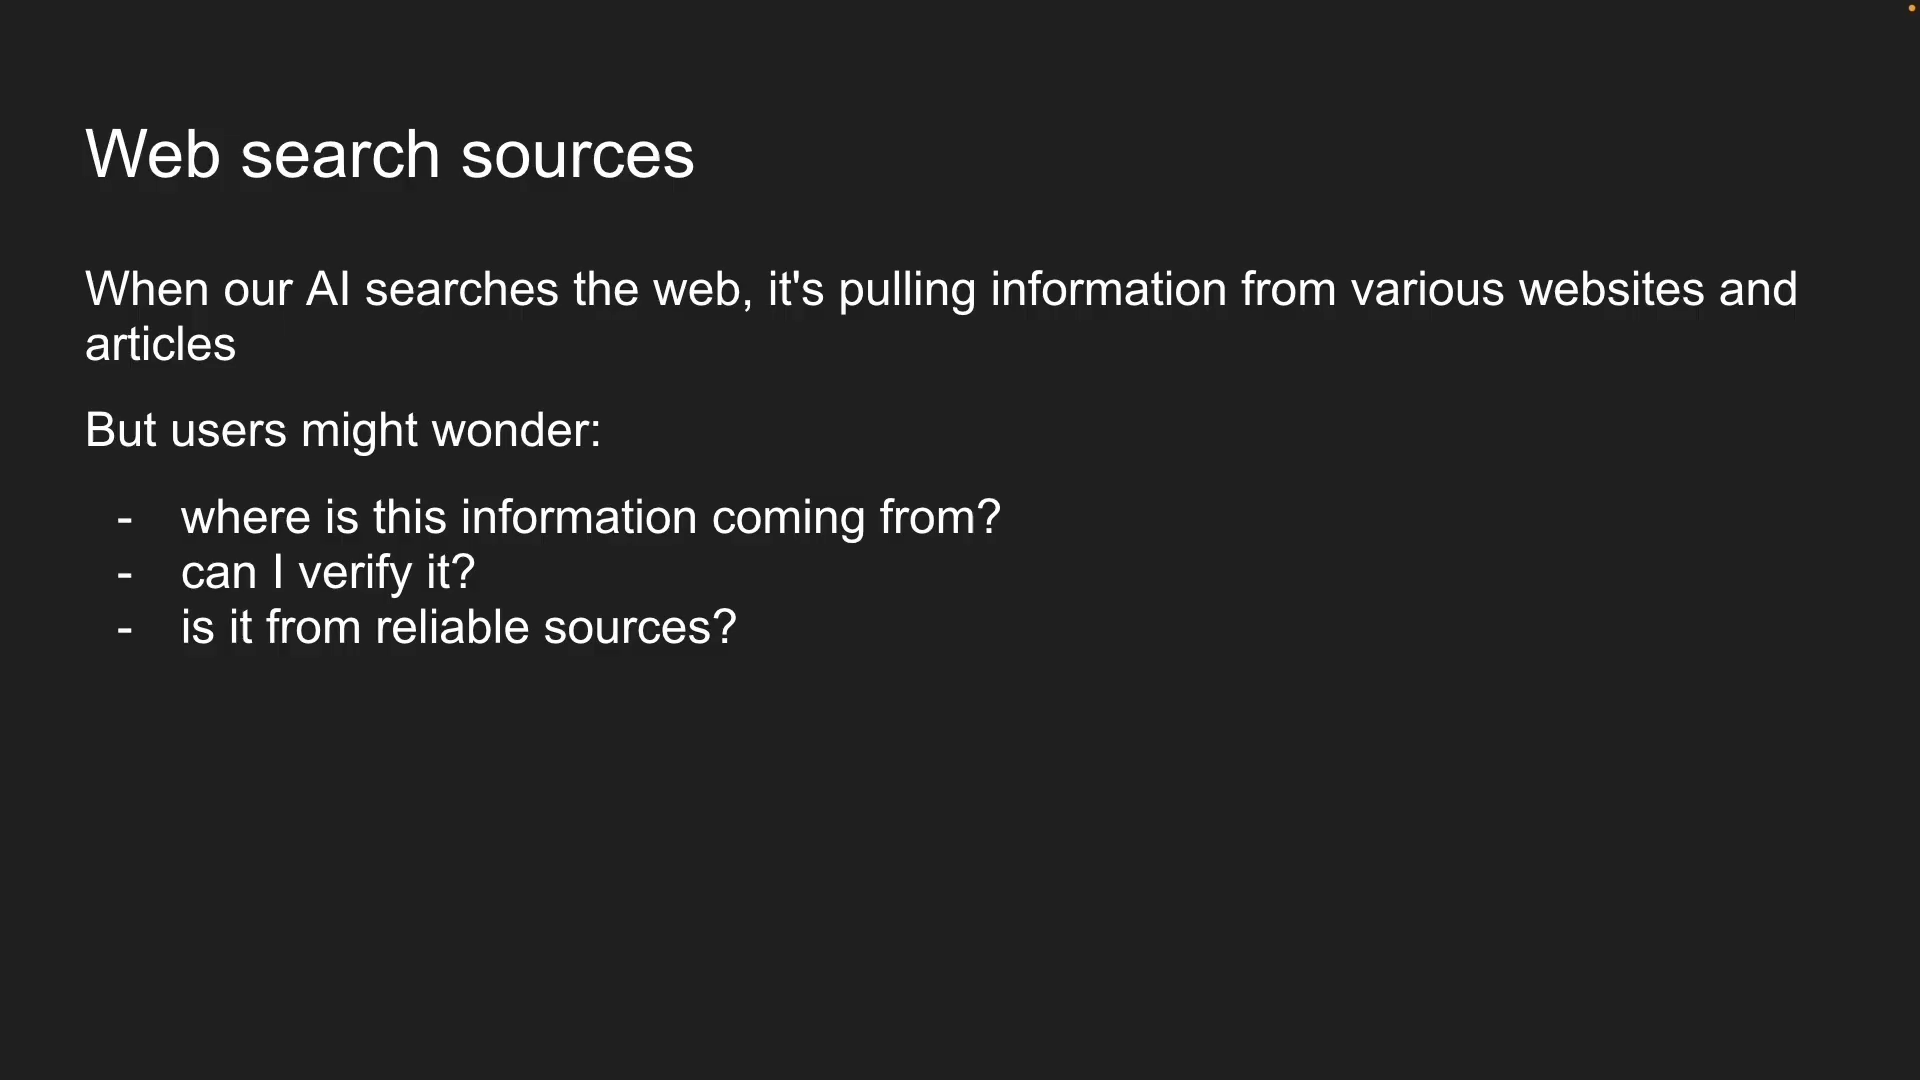 Web search sources
When our AI searches the web, it's pulling information from various websites and
articles
But users might wonder:
- where is this information coming from?
- can I verify it?
- is it from reliable sources?